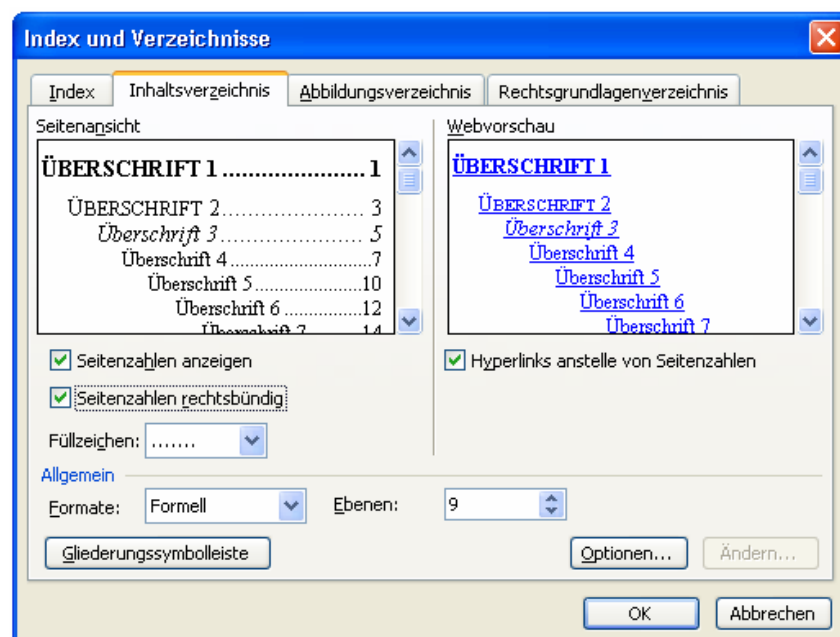 Index und Verzeichnisse
Index Inhaltsverzeichnis Abbildungsverzeichnis Rechtsgrundlagenverzeichnis
Seitenansicht
ÜBERSCHRIFT 1 ...................... 1
ÜBERSCHRIFT 2...................... 3
Überschrift 3...................... 5
Überschrift 4......................7
Überschrift 5.................10
Überschrift 6..............12
Überschrift 7...........14
Webvorschau
ÜBERSCHRIFT 1
ÜBERSCHRIFT 2
Überschrift 3
Überschrift 4
Überschrift 5
Überschrift 6
Überschrift 7
Seitenzahlen anzeigen
Hyperlinks anstelle von Seitenzahlen
Seitenzahlen rechtsbündig
Füllzeichen: .......
Allgemein
Formate: Formell Ebenen: 9
Gliederungssymbolleiste Optionen... Ändern...
OK Abbrechen